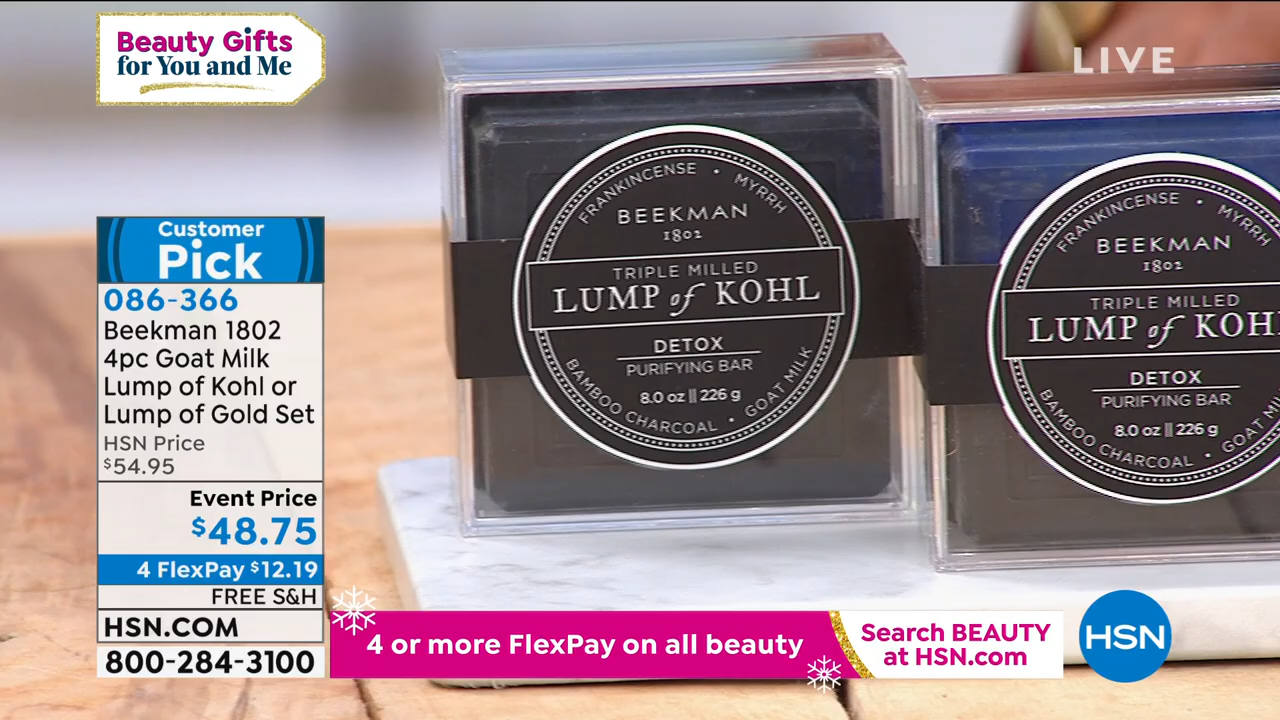 Beauty Gifts
for You and Me
LIVE
Customer
Pick
086-366
Beekman 1802
4pc Goat Milk
Lump of Kohl or
Lump of Gold Set
HSN Price
$54.95
Event Price
$48.75
4 FlexPay $12.19
FREE S&H
HSN.COM
800-284-3100
FRANKINCENSE • MYRRH
BEEKMAN
1802
TRIPLE MILLED
LUMP of KOHL
DETOX
PURIFYING BAR
8.0 oz || 226 g
BAMBOO CHARCOAL • GOAT MILK
FRANKINCENSE • MYRRH
BEEKMAN
1802
TRIPLE MILLED
LUMP of KOH
DETOX
PURIFYING BAR
8.0 oz || 226 g
BAMBOO CHARCOAL • GOAT
4 or more FlexPay on all beauty
Search BEAUTY
at HSN.com
HSN